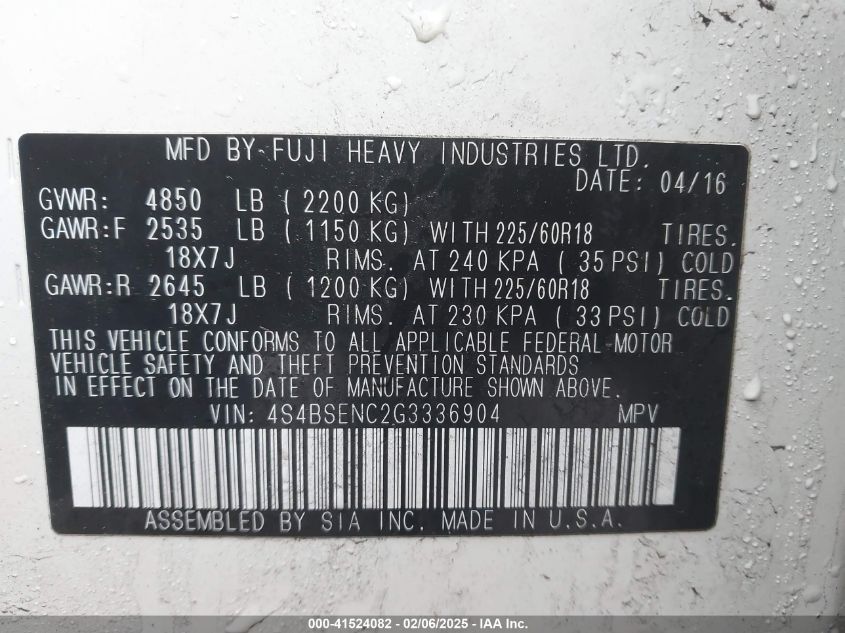 MFD BY FUJI HEAVY INDUSTRIES LTD.
DATE: 04/16
GVWR: 4850 LB ( 2200 KG)
GAWR:F 2535 LB ( 1150 KG) WITH 225/60R18 TIRES.
18X7J RIMS. AT 240 KPA ( 35 PSI) COLD
GAWR:R 2645 LB ( 1200 KG) WITH 225/60R18 TIRES.
18X7J RIMS. AT 230 KPA ( 33 PSI) COLD
THIS VEHICLE CONFORMS TO ALL APPLICABLE FEDERAL MOTOR
VEHICLE SAFETY AND THEFT PREVENTION STANDARDS
IN EFFECT ON THE DATE OF MANUFACTURE SHOWN ABOVE.
VIN: 4S4BSENC2G3336904 MPV
ASSEMBLED BY SIA INC. MADE IN U.S.A.
000-41524082 - 02/06/2025 - IAA Inc.